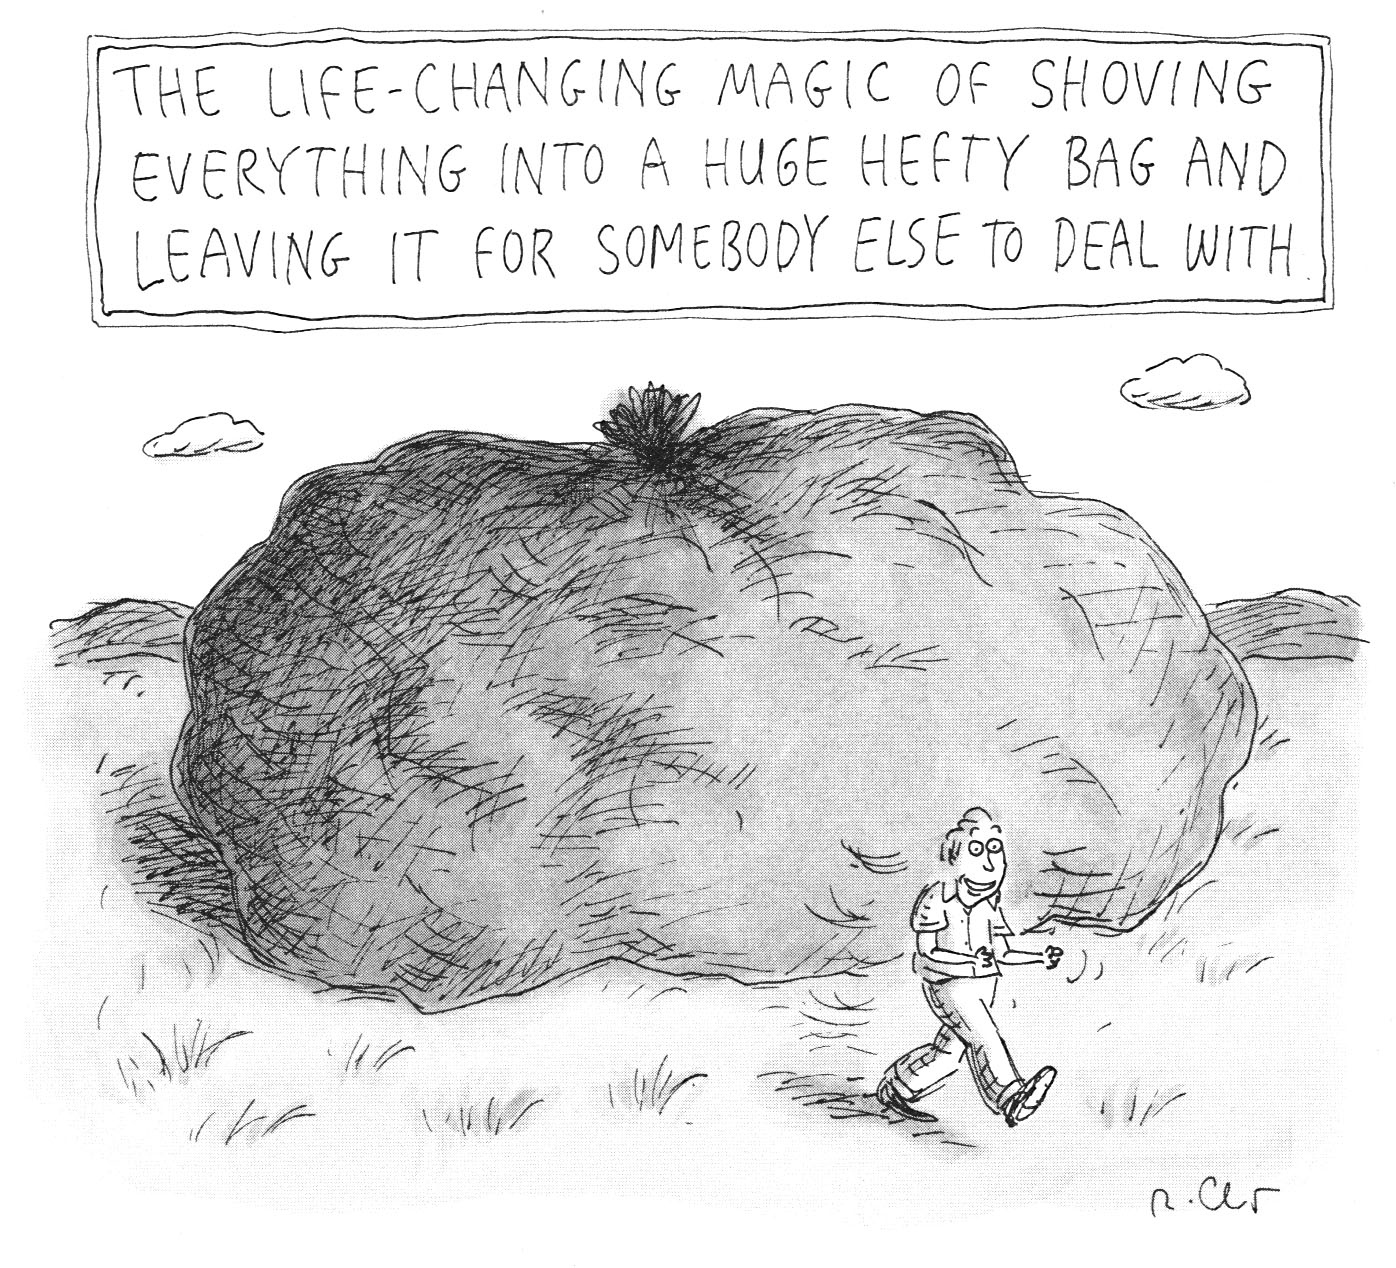 THE LIFE-CHANGING MAGIC OF SHOVING
EVERYTHING INTO A HUGE HEFTY BAG AND
LEAVING IT FOR SOMEBODY ELSE TO DEAL WITH.
R. Chst